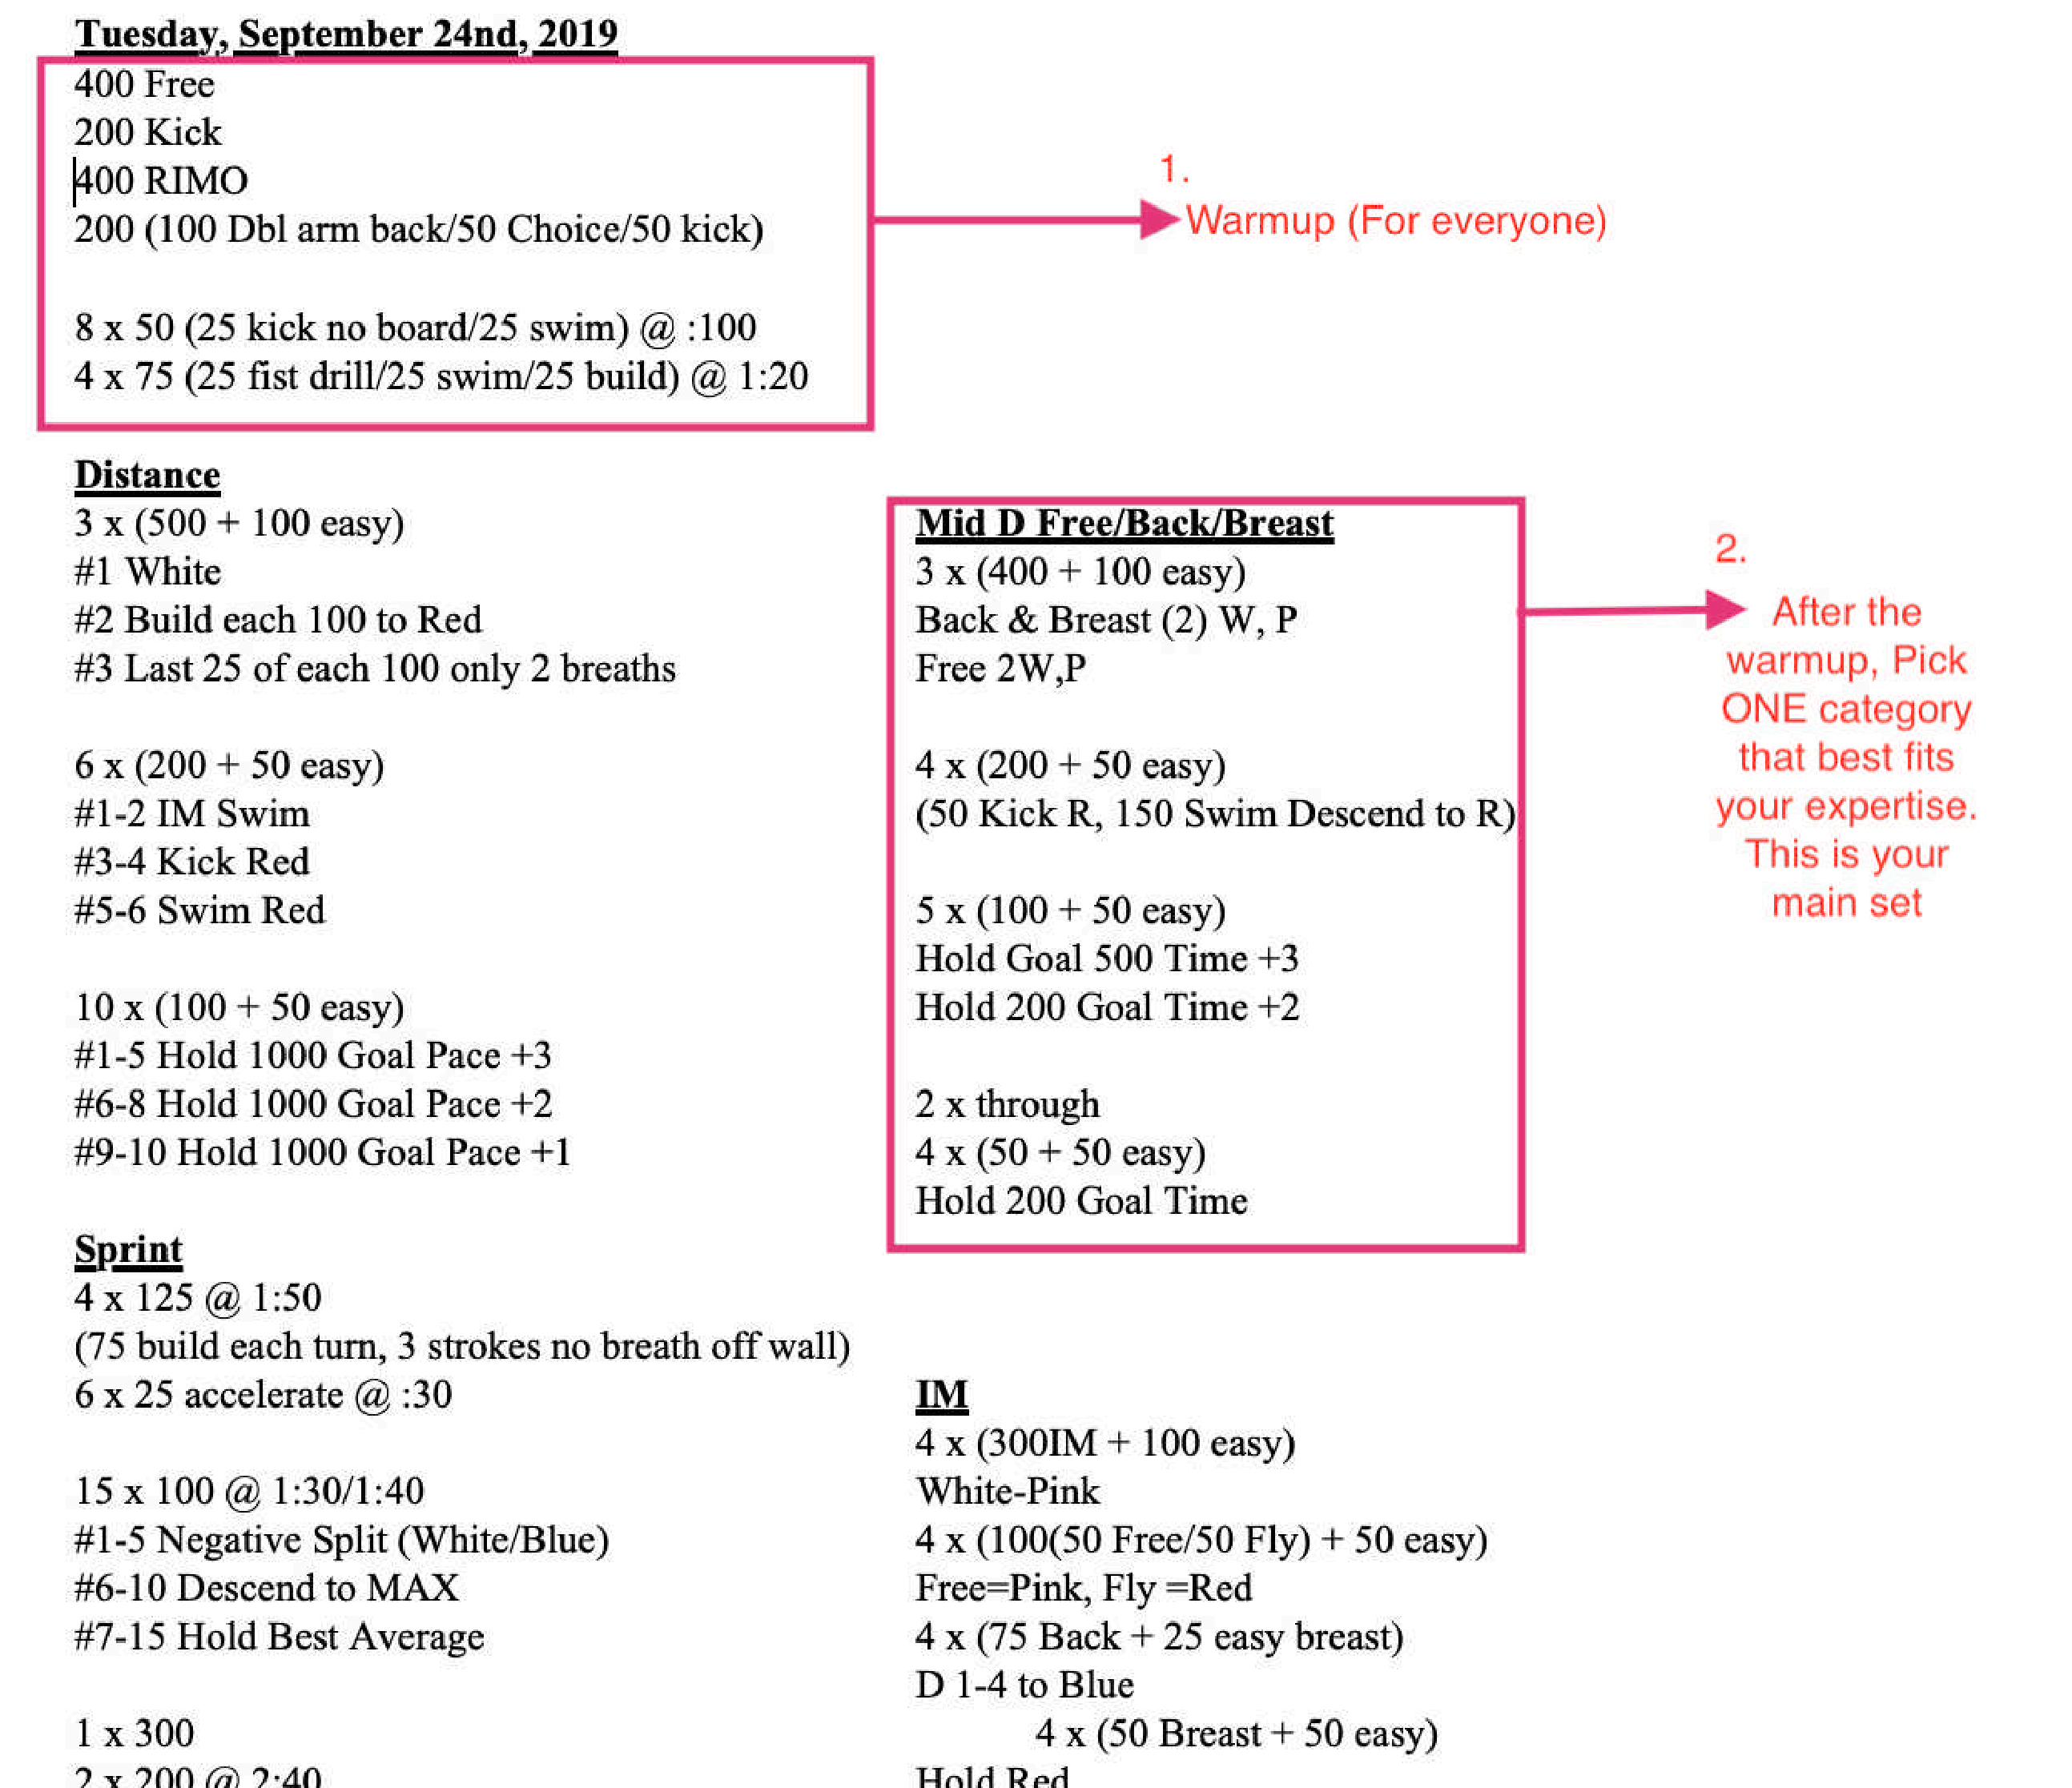 Tuesday, September 24nd, 2019
400 Free
200 Kick
400 RIMO
200 (100 Dbl arm back/50 Choice/50 kick)
8 x 50 (25 kick no board/25 swim) @ :100
4 x 75 (25 fist drill/25 swim/25 build) @ 1:20
1.
Warmup (For everyone)
Distance
3 x (500 + 100 easy)
#1 White
#2 Build each 100 to Red
#3 Last 25 of each 100 only 2 breaths
6 x (200 + 50 easy)
#1-2 IM Swim
#3-4 Kick Red
#5-6 Swim Red
10 x (100 + 50 easy)
#1-5 Hold 1000 Goal Pace +3
#6-8 Hold 1000 Goal Pace +2
#9-10 Hold 1000 Goal Pace +1
Mid D Free/Back/Breast
3 x (400 + 100 easy)
Back & Breast (2) W, P
Free 2W,P
4 x (200 + 50 easy)
(50 Kick R, 150 Swim Descend to R)
5 x (100 + 50 easy)
Hold Goal 500 Time +3
Hold 200 Goal Time +2
2 x through
4 x (50 + 50 easy)
Hold 200 Goal Time
2.
After the
warmup, Pick
ONE category
that best fits
your expertise.
This is your
main set
Sprint
4 x 125 @ 1:50
(75 build each turn, 3 strokes no breath off wall)
6 x 25 accelerate @ :30
15 x 100 @ 1:30/1:40
#1-5 Negative Split (White/Blue)
#6-10 Descend to MAX
#7-15 Hold Best Average
1 x 300
2 x 200 @ 2:40
IM
4 x (300IM + 100 easy)
White-Pink
4 x (100(50 Free/50 Fly) + 50 easy)
Free=Pink, Fly =Red
4 x (75 Back + 25 easy breast)
D 1-4 to Blue
4 x (50 Breast + 50 easy)
Hold Red